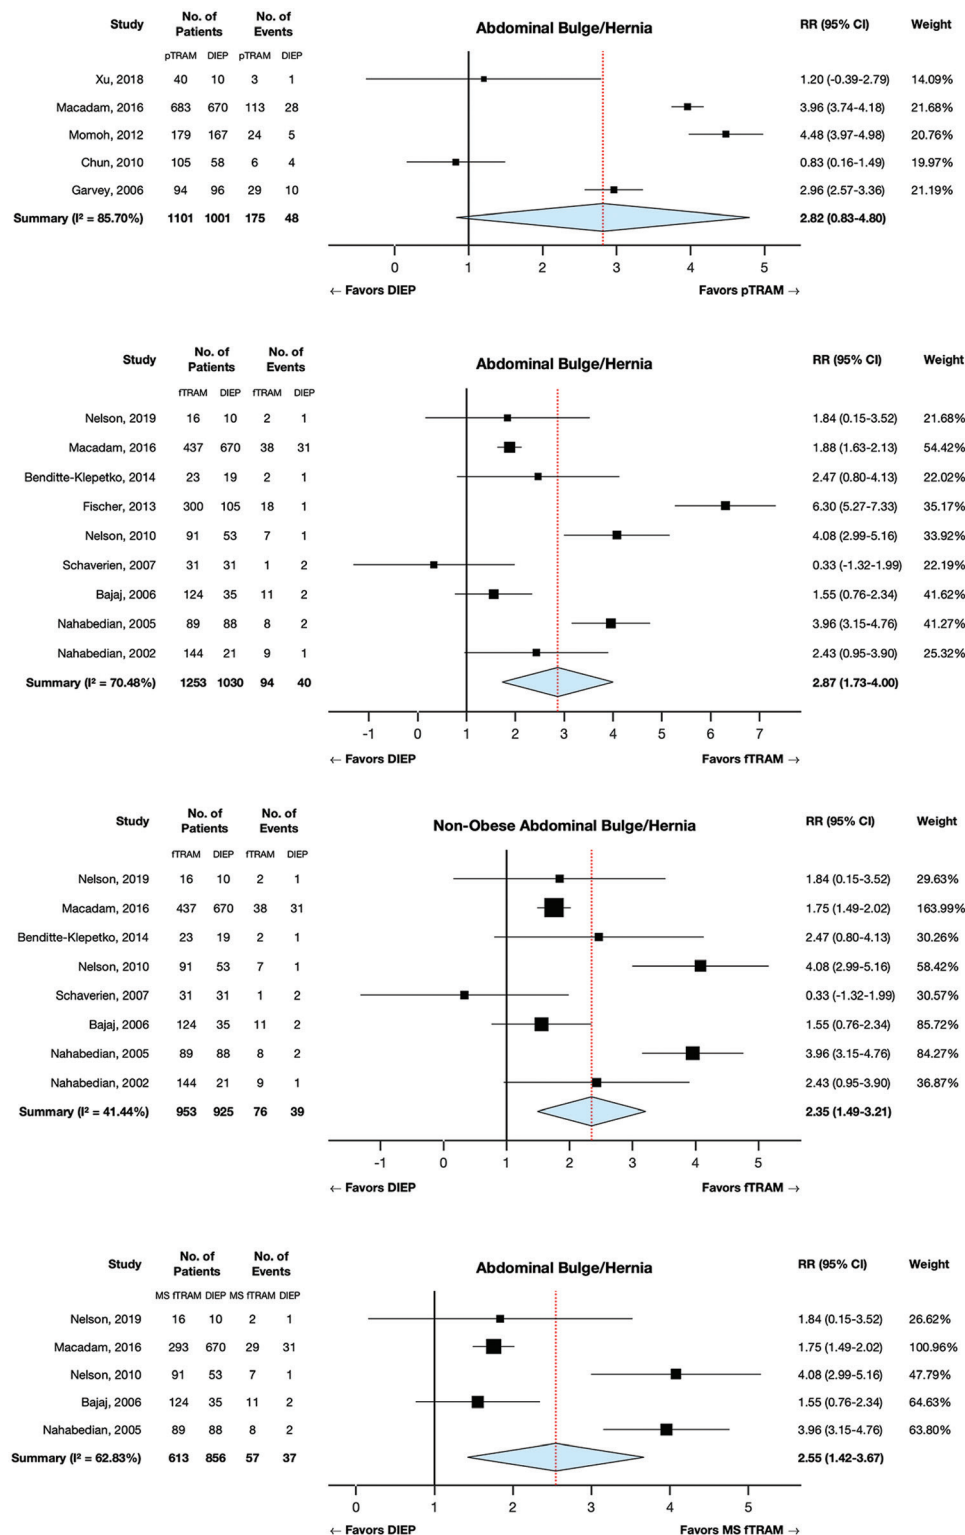 Study No. of Patients No. of Events Abdominal Bulge/Hernia RR (95% CI) Weight
pTRAM DIEP pTRAM DIEP
Xu, 2018 40 10 3 1 1.20 (-0.39-2.79) 14.09%
Macadam, 2016 683 670 113 28 3.96 (3.74-4.18) 21.68%
Momoh, 2012 179 167 24 5 4.48 (3.97-4.98) 20.76%
Chun, 2010 105 58 6 4 0.83 (0.16-1.49) 19.97%
Garvey, 2006 94 96 29 10 2.96 (2.57-3.36) 21.19%
Summary (I² = 85.70%) 1101 1001 175 48 2.82 (0.83-4.80)
0 1 2 3 4 5
← Favors DIEP Favors pTRAM →
Study No. of Patients No. of Events Abdominal Bulge/Hernia RR (95% CI) Weight
fTRAM DIEP fTRAM DIEP
Nelson, 2019 16 10 2 1 1.84 (0.15-3.52) 21.68%
Macadam, 2016 437 670 38 31 1.88 (1.63-2.13) 54.42%
Benditte-Klepetko, 2014 23 19 2 1 2.47 (0.80-4.13) 22.02%
Fischer, 2013 300 105 18 1 6.30 (5.27-7.33) 35.17%
Nelson, 2010 91 53 7 1 4.08 (2.99-5.16) 33.92%
Schaverien, 2007 31 31 1 2 0.33 (-1.32-1.99) 22.19%
Bajaj, 2006 124 35 11 2 1.55 (0.76-2.34) 41.62%
Nahabedian, 2005 89 88 8 2 3.96 (3.15-4.76) 41.27%
Nahabedian, 2002 144 21 9 1 2.43 (0.95-3.90) 25.32%
Summary (I² = 70.48%) 1253 1030 94 40 2.87 (1.73-4.00)
-1 0 1 2 3 4 5 6 7
← Favors DIEP Favors fTRAM →
Study No. of Patients No. of Events Non-Obese Abdominal Bulge/Hernia RR (95% CI) Weight
fTRAM DIEP fTRAM DIEP
Nelson, 2019 16 10 2 1 1.84 (0.15-3.52) 29.63%
Macadam, 2016 437 670 38 31 1.75 (1.49-2.02) 163.99%
Benditte-Klepetko, 2014 23 19 2 1 2.47 (0.80-4.13) 30.26%
Nelson, 2010 91 53 7 1 4.08 (2.99-5.16) 58.42%
Schaverien, 2007 31 31 1 2 0.33 (-1.32-1.99) 30.57%
Bajaj, 2006 124 35 11 2 1.55 (0.76-2.34) 85.72%
Nahabedian, 2005 89 88 8 2 3.96 (3.15-4.76) 84.27%
Nahabedian, 2002 144 21 9 1 2.43 (0.95-3.90) 36.87%
Summary (I² = 41.44%) 953 925 76 39 2.35 (1.49-3.21)
-1 0 1 2 3 4 5
← Favors DIEP Favors fTRAM →
Study No. of Patients No. of Events Abdominal Bulge/Hernia RR (95% CI) Weight
MS fTRAM DIEP MS fTRAM DIEP
Nelson, 2019 16 10 2 1 1.84 (0.15-3.52) 26.62%
Macadam, 2016 293 670 29 31 1.75 (1.49-2.02) 100.96%
Nelson, 2010 91 53 7 1 4.08 (2.99-5.16) 47.79%
Bajaj, 2006 124 35 11 2 1.55 (0.76-2.34) 64.63%
Nahabedian, 2005 89 88 8 2 3.96 (3.15-4.76) 63.80%
Summary (I² = 62.83%) 613 856 57 37 2.55 (1.42-3.67)
0 1 2 3 4 5
← Favors DIEP Favors MS fTRAM →